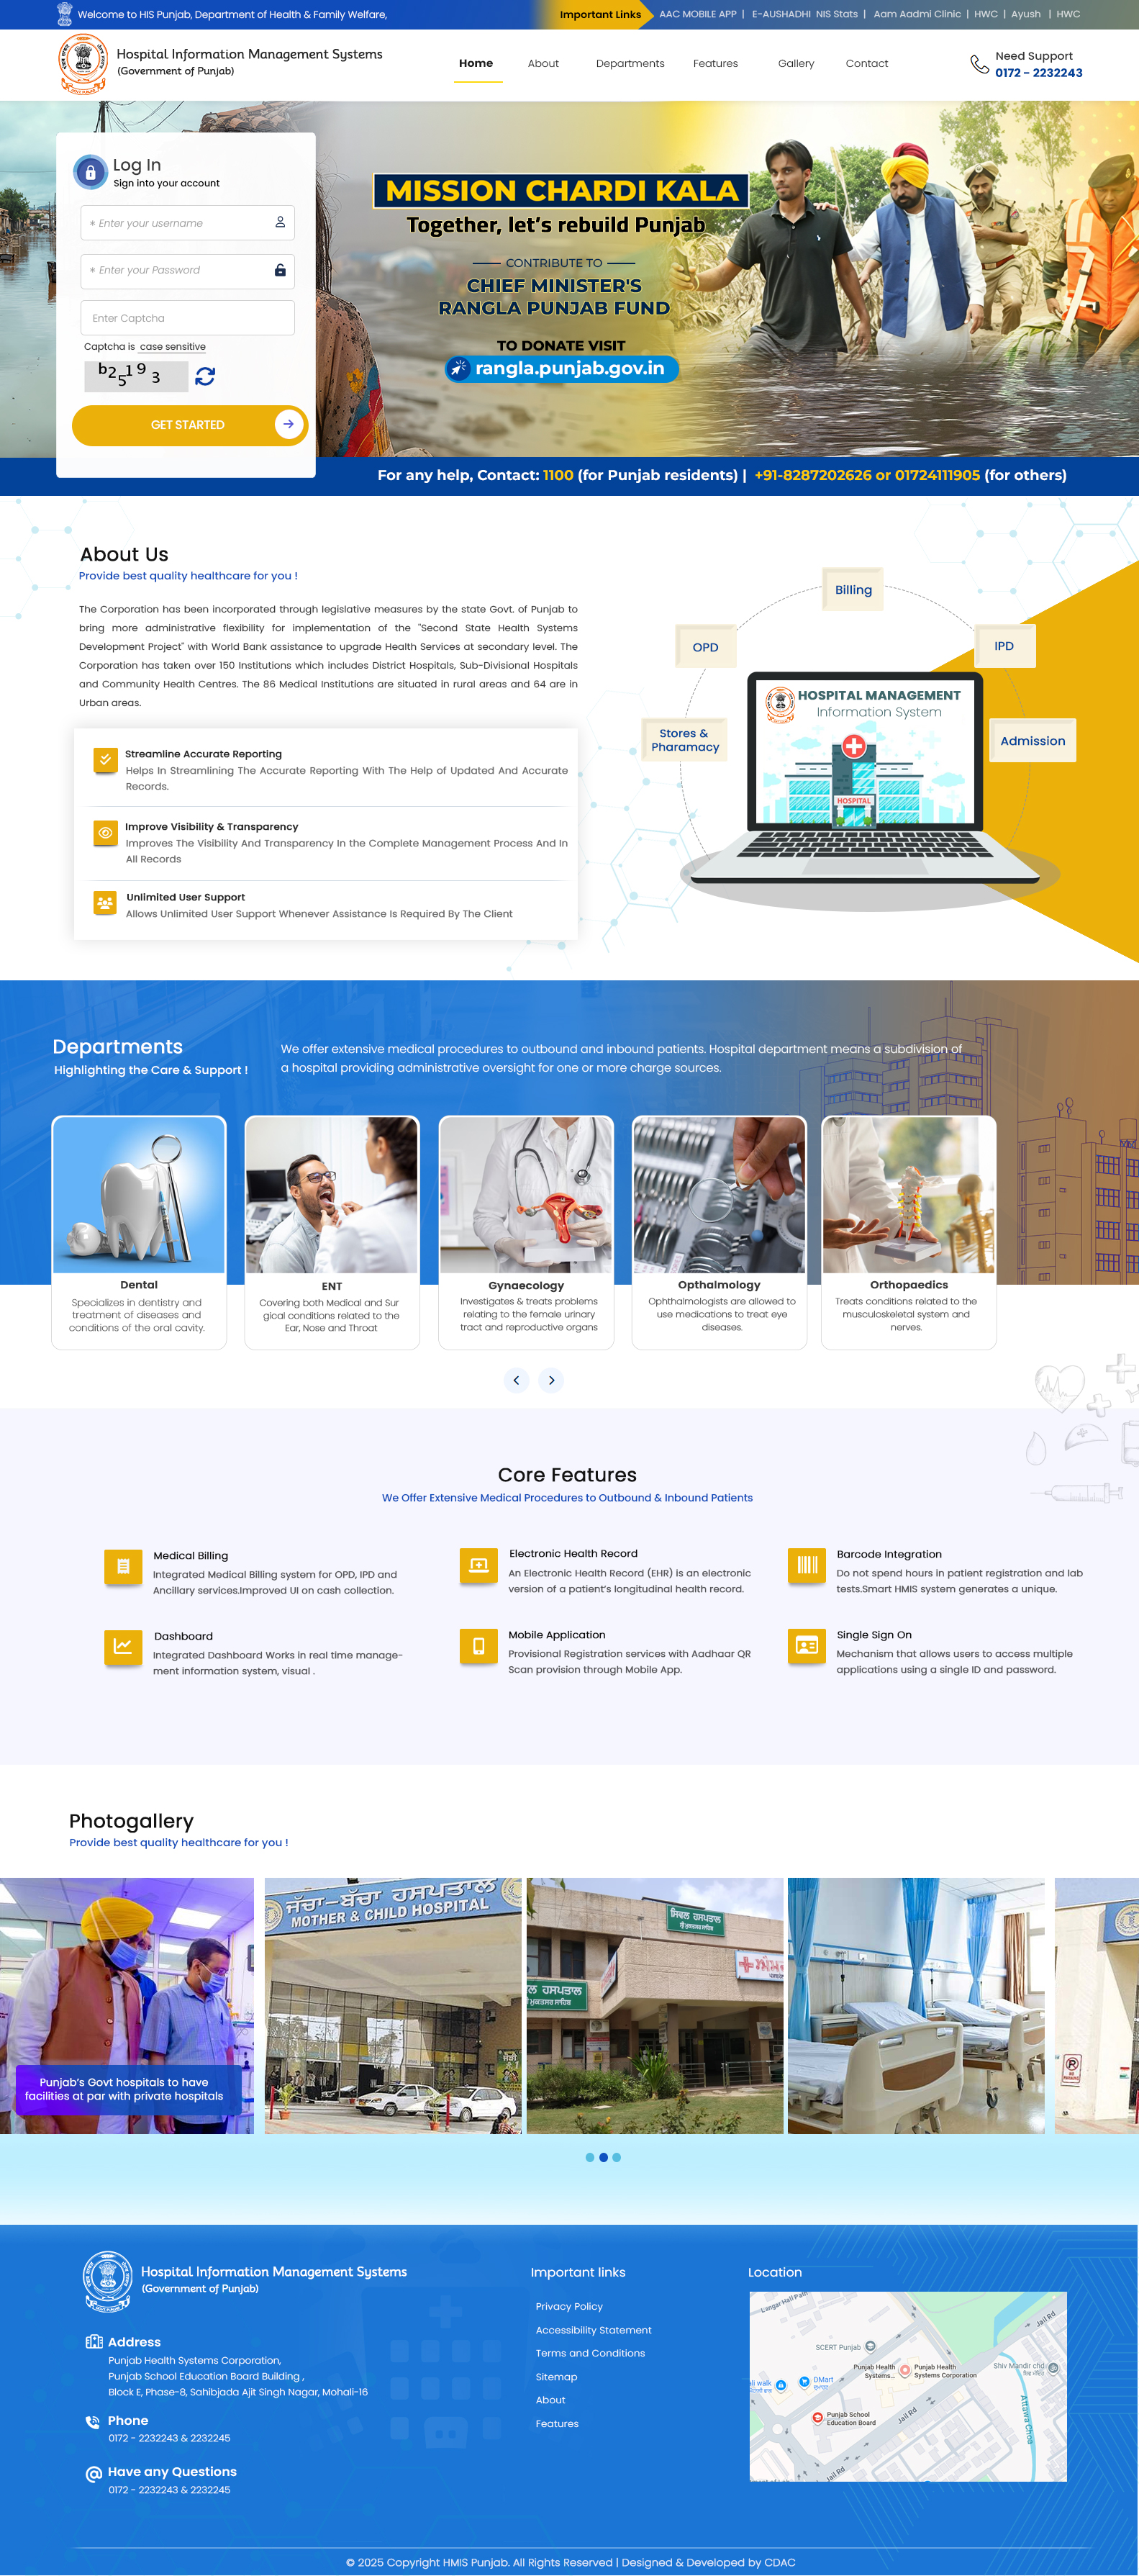 Welcome to HIS Punjab, Department of Health & Family Welfare,
Important Links
AAC MOBILE APP | E-AUSHADHI NIS Stats | Aam Aadmi Clinic | HWC | Ayush | HWC
Hospital Information Management Systems
(Government of Punjab)
Home
About
Departments
Features
Gallery
Contact
Need Support
0172 - 2232243
Log In
Sign into your account
* Enter your username
* Enter your Password
Enter Captcha
Captcha is case sensitive
b25193
GET STARTED
MISSION CHARDI KALA
Together, let's rebuild Punjab
CONTRIBUTE TO
CHIEF MINISTER'S
RANGLA PUNJAB FUND
TO DONATE VISIT
rangla.punjab.gov.in
For any help, Contact: 1100 (for Punjab residents) | +91-8287202626 or 01724111905 (for others)
About Us
Provide best quality healthcare for you !
The Corporation has been incorporated through legislative measures by the state Govt. of Punjab to
bring more administrative flexibility for implementation of the "Second State Health Systems
Development Project" with World Bank assistance to upgrade Health Services at secondary level. The
Corporation has taken over 150 Institutions which includes District Hospitals, Sub-Divisional Hospitals
and Community Health Centres. The 86 Medical Institutions are situated in rural areas and 64 are in
Urban areas.
Streamline Accurate Reporting
Helps In Streamlining The Accurate Reporting With The Help of Updated And Accurate
Records.
Improve Visibility & Transparency
Improves The Visibility And Transparency In the Complete Management Process And In
All Records
Unlimited User Support
Allows Unlimited User Support Whenever Assistance Is Required By The Client
Billing
OPD
IPD
Stores &
Pharamacy
Admission
HOSPITAL MANAGEMENT
Information System
HOSPITAL
Departments
Highlighting the Care & Support !
We offer extensive medical procedures to outbound and inbound patients. Hospital department means a subdivision of
a hospital providing administrative oversight for one or more charge sources.
Dental
Specializes in dentistry and
treatment of diseases and
conditions of the oral cavity.
ENT
Covering both Medical and Sur
gical conditions related to the
Ear, Nose and Throat
Gynaecology
Investigates & treats problems
relating to the female urinary
tract and reproductive organs
Opthalmology
Ophthalmologists are allowed to
use medications to treat eye
diseases.
Orthopaedics
Treats conditions related to the
musculoskeletal system and
nerves.
Core Features
We Offer Extensive Medical Procedures to Outbound & Inbound Patients
Medical Billing
Integrated Medical Billing system for OPD, IPD and
Ancillary services.Improved UI on cash collection.
Electronic Health Record
An Electronic Health Record (EHR) is an electronic
version of a patient's longitudinal health record.
Barcode Integration
Do not spend hours in patient registration and lab
tests.Smart HMIS system generates a unique.
Dashboard
Integrated Dashboard Works in real time manage-
ment information system, visual .
Mobile Application
Provisional Registration services with Aadhaar QR
Scan provision through Mobile App.
Single Sign On
Mechanism that allows users to access multiple
applications using a single ID and password.
Photogallery
Provide best quality healthcare for you !
Punjab's Govt hospitals to have
facilities at par with private hospitals
ਜੱਚਾ-ਬੱਚਾ ਹਸਪਤਾਲ
MOTHER & CHILD HOSPITAL
ਸਿਵਲ ਹਸਪਤਾਲ
ਸ੍ਰੀ ਮੁਕਤਸਰ ਸਾਹਿਬ
ਲ ਹਸਪਤਾਲ
ਮੁਕਤਸਰ ਸਾਹਿਬ
Hospital Information Management Systems
(Government of Punjab)
Address
Punjab Health Systems Corporation,
Punjab School Education Board Building ,
Block E, Phase-8, Sahibjada Ajit Singh Nagar, Mohali-16
Phone
0172 - 2232243 & 2232245
Have any Questions
0172 - 2232243 & 2232245
Important links
Privacy Policy
Accessibility Statement
Terms and Conditions
Sitemap
About
Features
Location
Langar Hall Path
Jail Rd
SCERT Punjab
Punjab Health
Systems...
Punjab Health
Systems Corporation
Shiv Mandir chd
DMart
Punjab School
Education Board
Jail Rd
Attawa Choa
Jail Rd
© 2025 Copyright HMIS Punjab. All Rights Reserved | Designed & Developed by CDAC